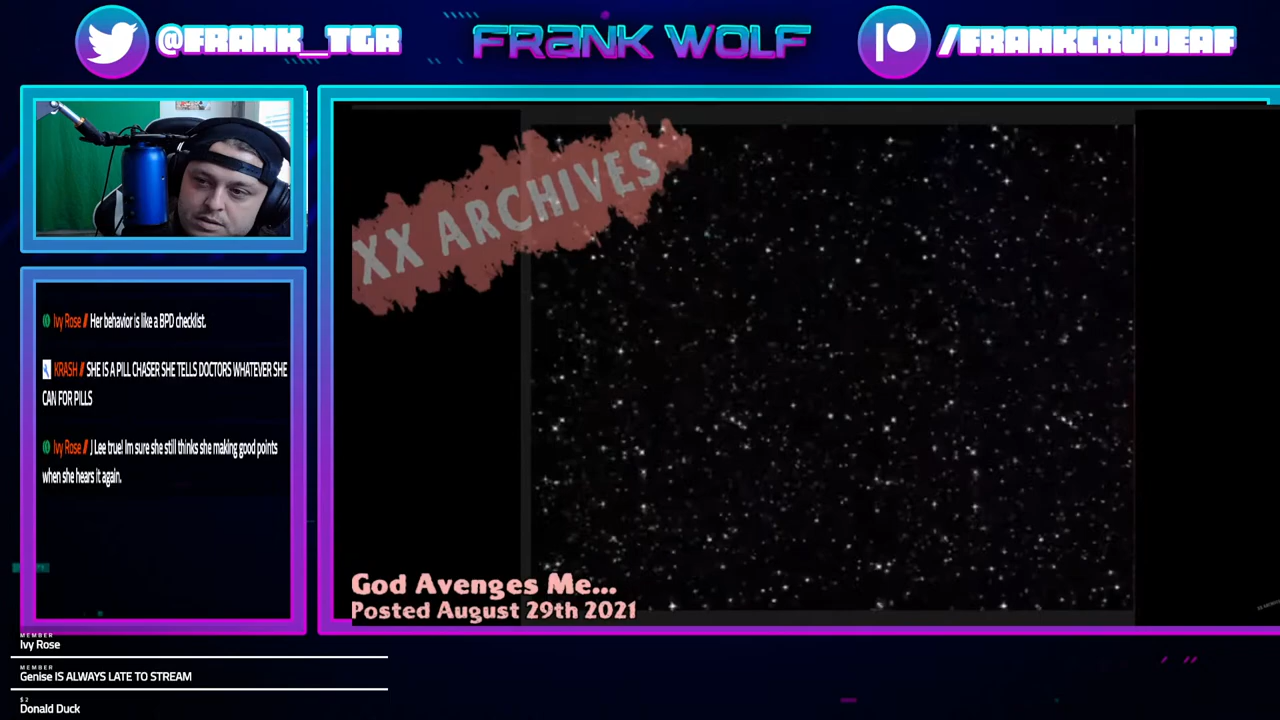 @FRANK_TGR
FRANK WOLF
/FRANKCRUDEAF
XX ARCHIVES
Ivy Rose // Her behavior is like a BPD checklist.
KRASH // SHE IS A PILL CHASER SHE TELLS DOCTORS WHATEVER SHE
CAN FOR PILLS
Ivy Rose // J Lee true! Im sure she still thinks she making good points
when she hears it again.
God Avenges Me...
Posted August 29th 2021
MEMBER
Ivy Rose
MEMBER
Genise IS ALWAYS LATE TO STREAM
$2
Donald Duck